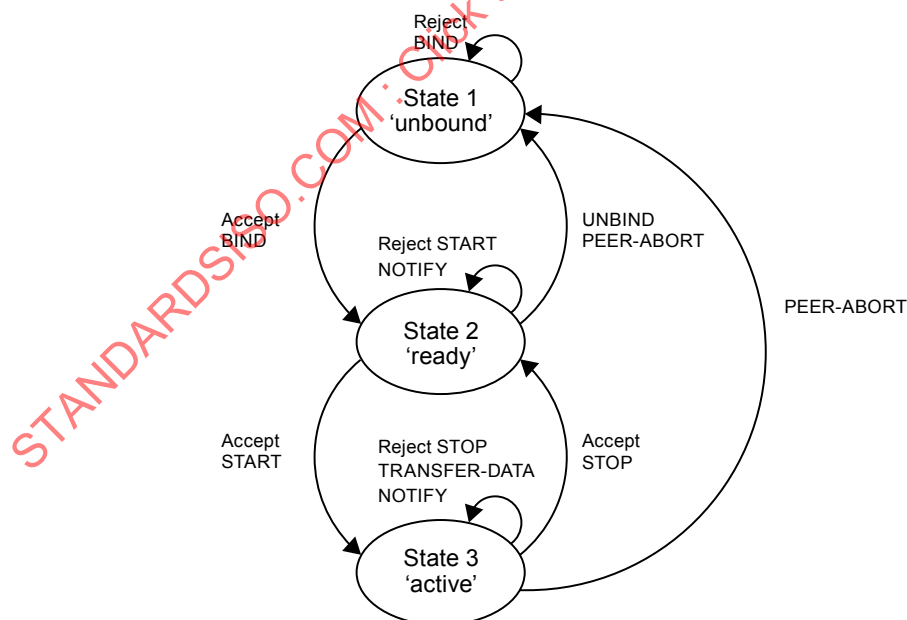 Reject
BIND
State 1
‘unbound’
Accept
BIND
UNBIND
PEER-ABORT
Reject START
NOTIFY
PEER-ABORT
State 2
‘ready’
Accept
START
Reject STOP
TRANSFER-DATA
NOTIFY
Accept
STOP
State 3
‘active’
STANDARDSISO.COM : Click